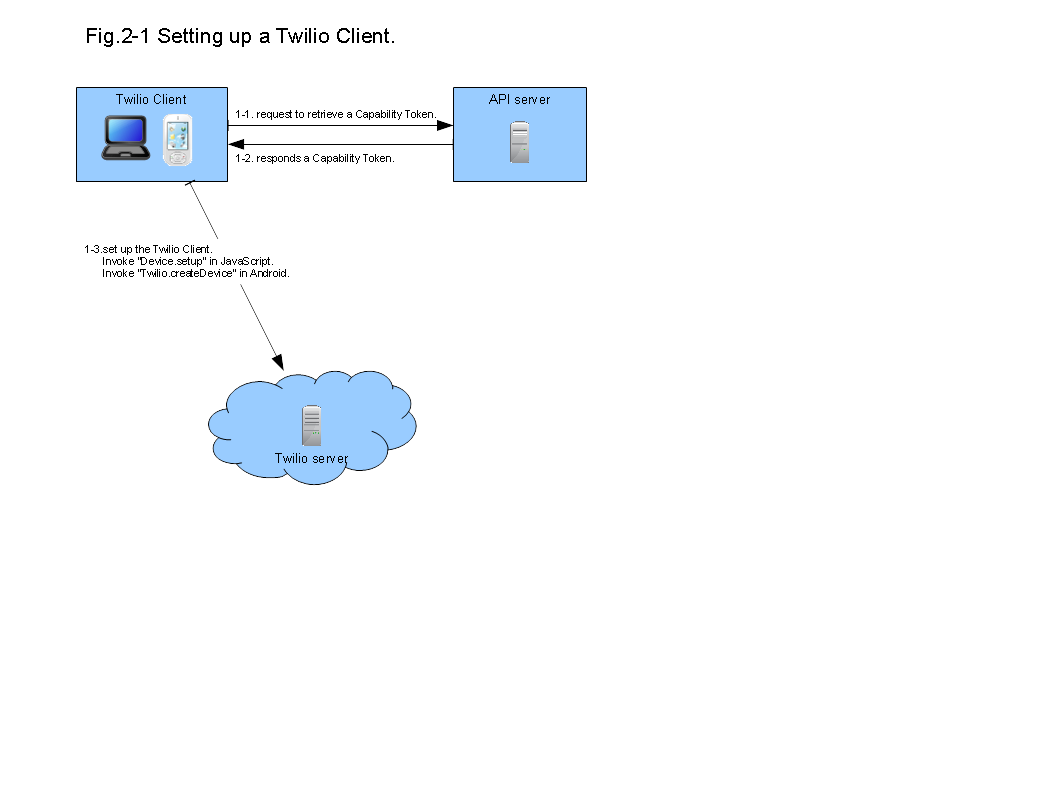 Fig.2-1 Setting up a Twilio Client.
Twilio Client
API server
1-1. request to retrieve a Capability Token.
1-2. responds a Capability Token.
1-3.set up the Twilio Client.
Invoke "Device.setup" in JavaScript.
Invoke "Twilio.createDevice" in Android.
Twilio server